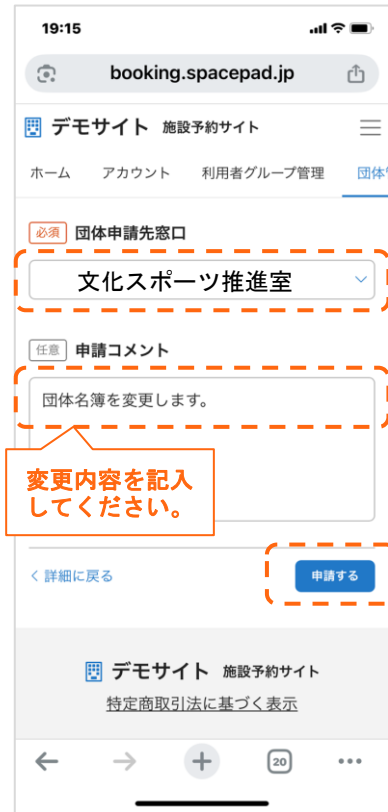 19:15
booking.spacepad.jp
デモサイト 施設予約サイト
ホーム アカウント 利用者グループ管理 団体
必須 団体申請先窓口
文化スポーツ推進室
任意 申請コメント
団体名簿を変更します。
変更内容を記入
してください。
< 詳細に戻る 申請する
デモサイト 施設予約サイト
特定商取引法に基づく表示
20